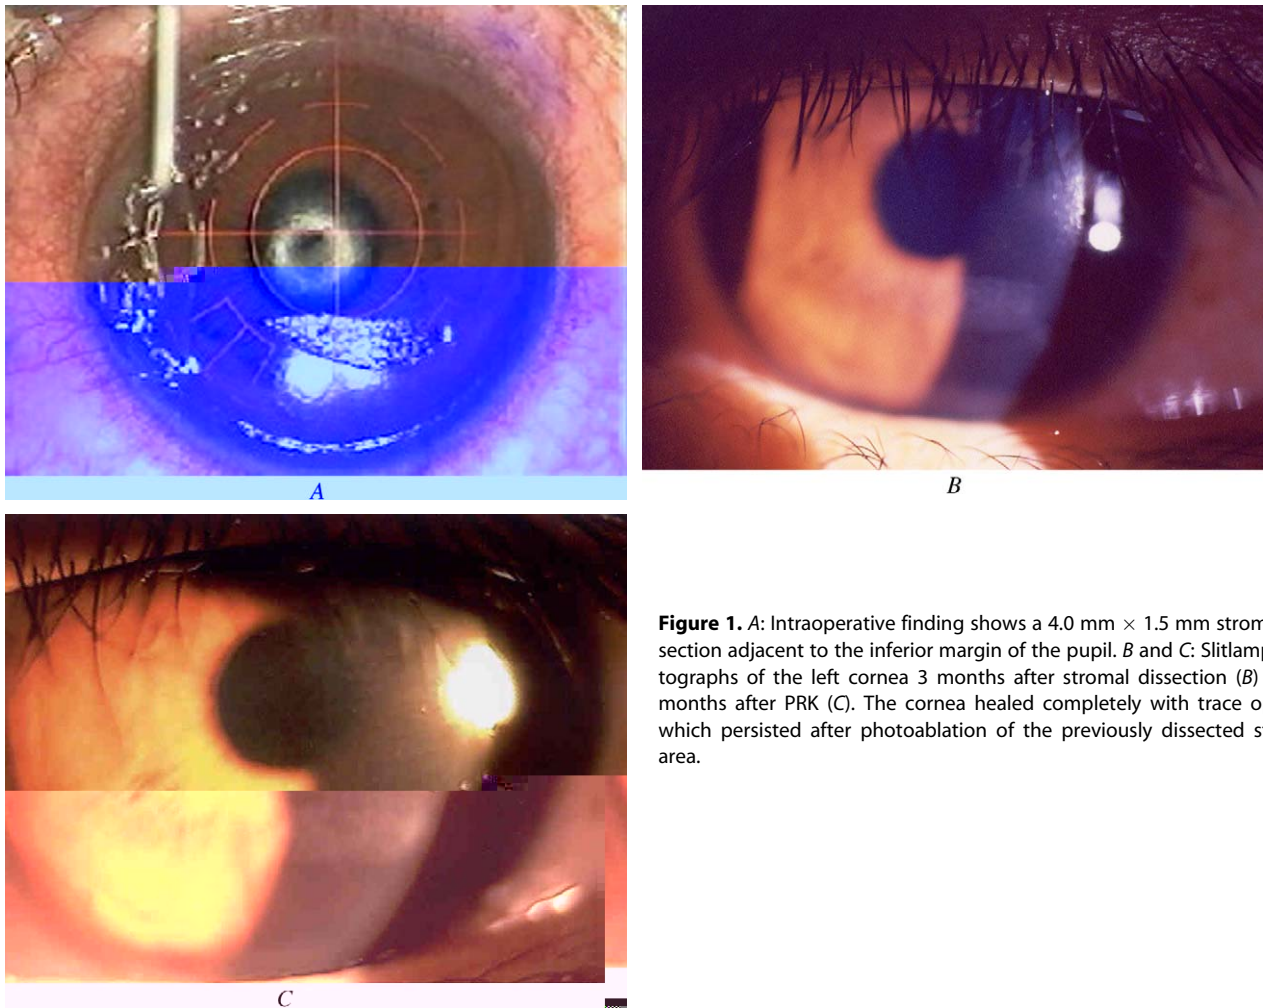 A
B
C
Figure 1. A: Intraoperative finding shows a 4.0 mm × 1.5 mm
section adjacent to the inferior margin of the pupil. B and C:
tographs of the left cornea 3 months after stromal dissection (B)
months after PRK (C). The cornea healed completely with trace
which persisted after photoablation of the previously dissected
area.